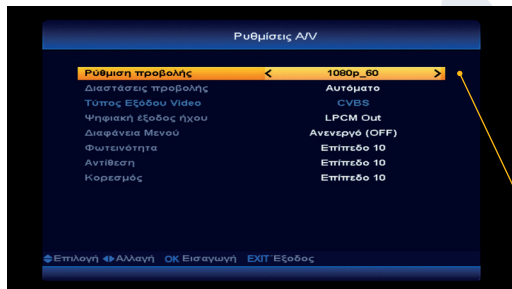 Ρυθμίσεις A/V
Ρύθμιση προβολής < 1080p_60 >
Διαστάσεις προβολής Αυτόματο
Τύπος Εξόδου Video CVBS
Ψηφιακή έξοδος ήχου LPCM Out
Διαφάνεια Μενού Ανενεργό (OFF)
Φωτεινότητα Επίπεδο 10
Αντίθεση Επίπεδο 10
Κορεσμός Επίπεδο 10
Επιλογή Αλλαγή OK Εισαγωγή EXIT Έξοδος